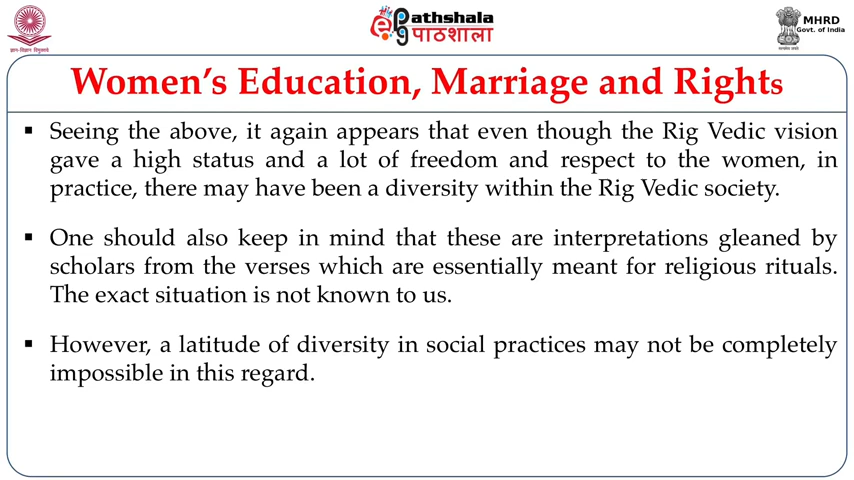 ज्ञान-विज्ञान विमुक्तये
ePathshala
पाठशाला
MHRD
Govt. of India
Women's Education, Marriage and Rights
▪ Seeing the above, it again appears that even though the Rig Vedic vision
gave a high status and a lot of freedom and respect to the women, in
practice, there may have been a diversity within the Rig Vedic society.
▪ One should also keep in mind that these are interpretations gleaned by
scholars from the verses which are essentially meant for religious rituals.
The exact situation is not known to us.
▪ However, a latitude of diversity in social practices may not be completely
impossible in this regard.